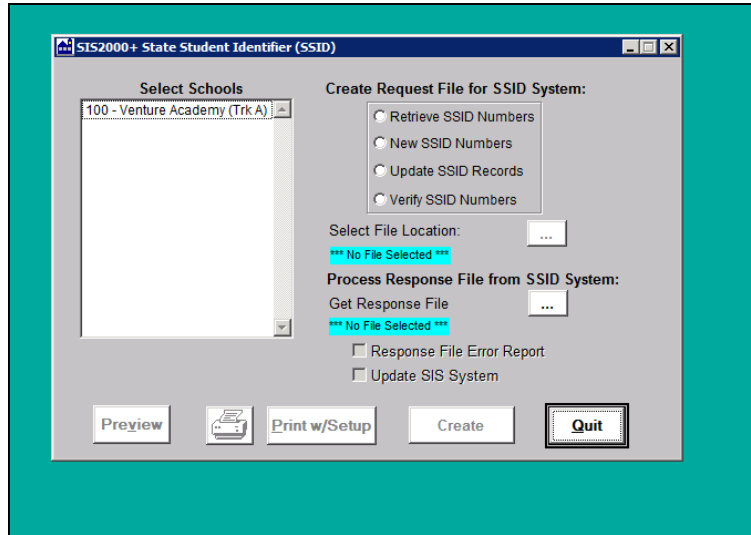 SIS2000+ State Student Identifier (SSID)
Select Schools
100 - Venture Academy (Trk A)
Create Request File for SSID System:
Retrieve SSID Numbers
New SSID Numbers
Update SSID Records
Verify SSID Numbers
Select File Location:
...
*** No File Selected ***
Process Response File from SSID System:
Get Response File
...
*** No File Selected ***
Response File Error Report
Update SIS System
Preview
Print w/Setup
Create
Quit